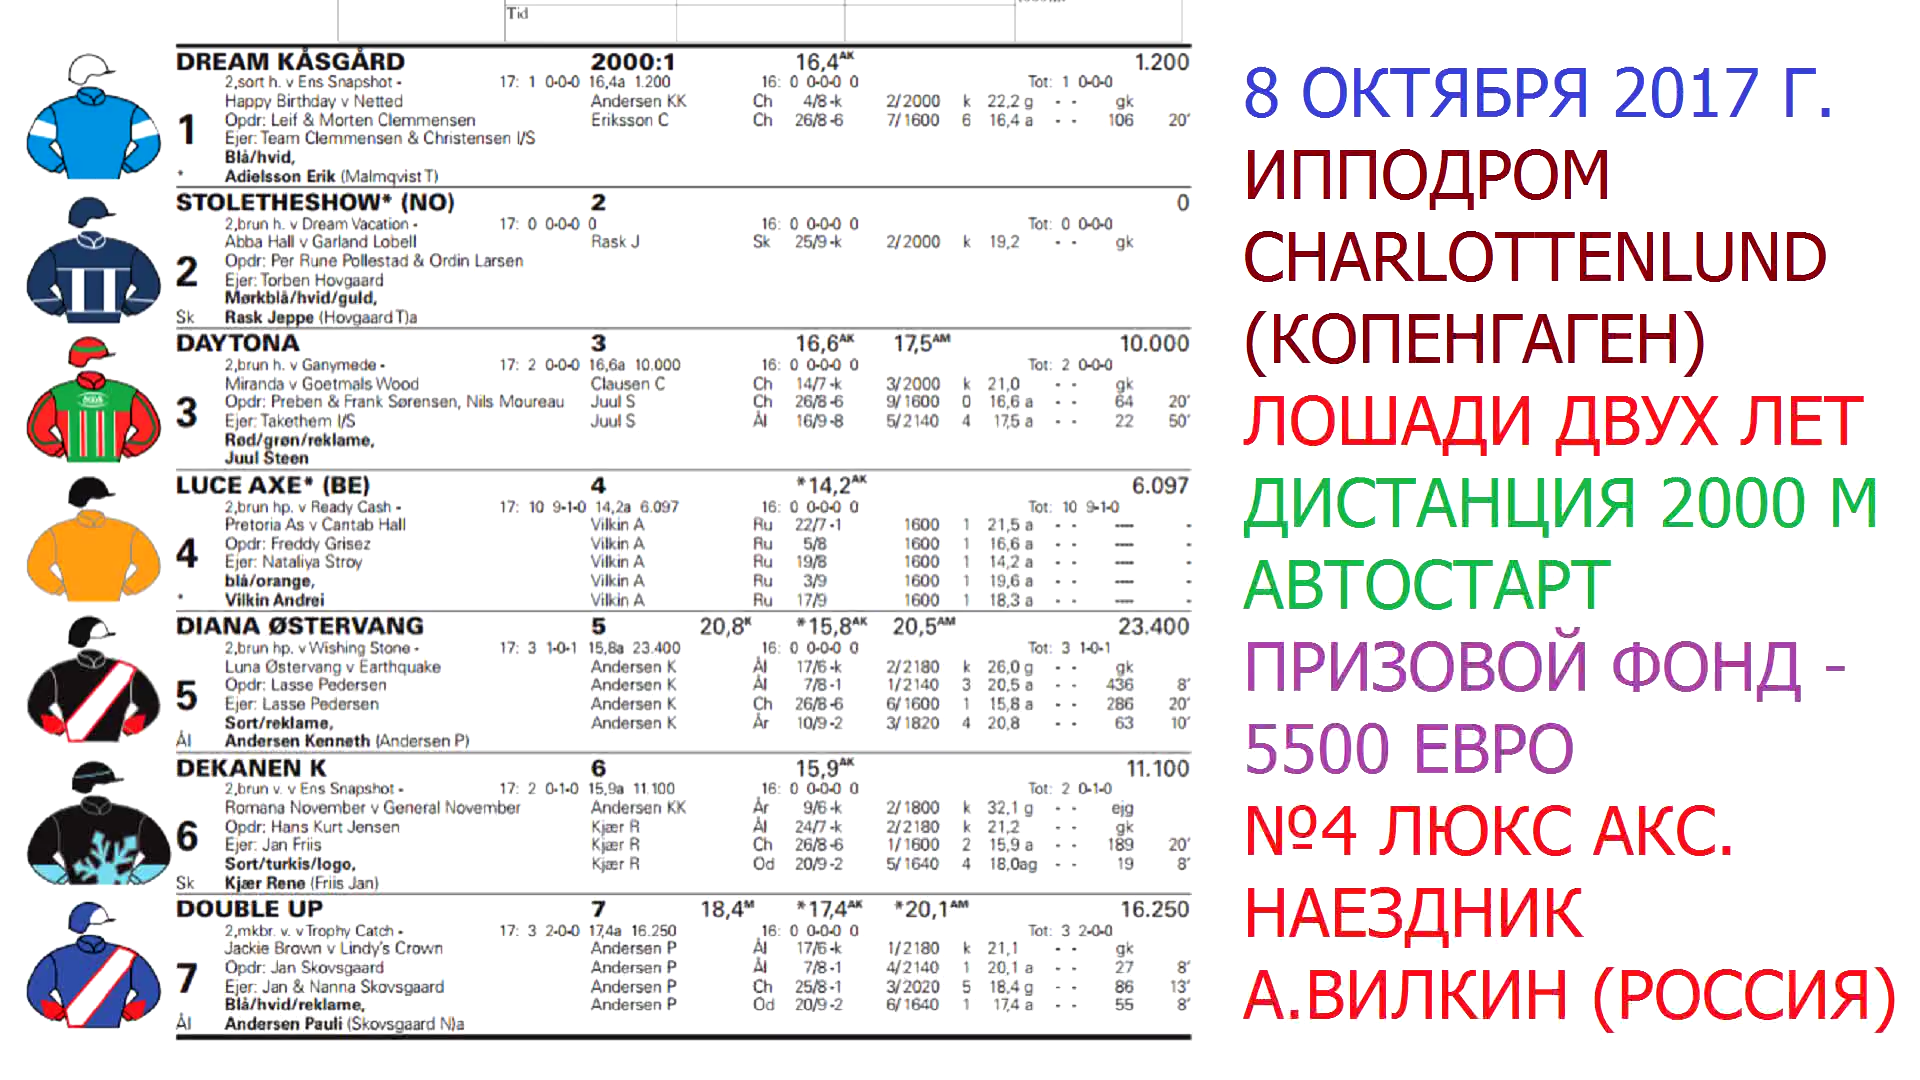 Tid
DREAM KÅSGÅRD 2000:1 16,4AK 1.200
2,sort h. v Ens Snapshot - 17: 1 0-0-0 16,4a 1.200 16: 0 0-0-0 0 Tot: 1 0-0-0
Happy Birthday v Netted Andersen KK Ch 4/8 -k 2/2000 k 22,2 g - - gk
Opdr: Leif & Morten Clemmensen Eriksson C Ch 26/8 -6 7/1600 6 16,4 a - - 106 20'
1
Ejer: Team Clemmensen & Christensen I/S
Blå/hvid,
* Adielsson Erik (Malmqvist T)
STOLETHESHOW* (NO) 2 0
2,brun h. v Dream Vacation - 17: 0 0-0-0 0 16: 0 0-0-0 0 Tot: 0 0-0-0
Abba Hall v Garland Lobell Rask J Sk 25/9 -k 2/2000 k 19,2 - - gk
Opdr: Per Rune Pollestad & Ordin Larsen
2
Ejer: Torben Hovgaard
Mørkblå/hvid/guld,
Sk Rask Jeppe (Hovgaard T)a
DAYTONA 3 16,6AK 17,5AM 10.000
2,brun h. v Ganymede - 17: 2 0-0-0 16,6a 10.000 16: 0 0-0-0 0 Tot: 2 0-0-0
Miranda v Goetmals Wood Clausen C Ch 14/7 -k 3/2000 k 21,0 - - gk
Opdr: Preben & Frank Sørensen, Nils Moureau Juul S Ch 26/8 -6 9/1600 0 16,6 a - - 64 20'
3 Ejer: Takethem I/S Juul S Ål 16/9 -8 5/2140 4 17,5 a - - 22 50'
Rød/grøn/reklame,
Juul Steen
LUCE AXE* (BE) 4 *14,2AK 6.097
2,brun hp. v Ready Cash - 17: 10 9-1-0 14,2a 6.097 16: 0 0-0-0 0 Tot: 10 9-1-0
Pretoria As v Cantab Hall Vilkin A Ru 22/7 -1 1600 1 21,5 a - - ---- -
Opdr: Freddy Grisez Vilkin A Ru 5/8 1600 1 16,6 a - - ---- -
4 Ejer: Nataliya Stroy Vilkin A Ru 19/8 1600 1 14,2 a - - ---- -
blå/orange, Vilkin A Ru 3/9 1600 1 19,6 a - - ---- -
* Vilkin Andrei Vilkin A Ru 17/9 1600 1 18,3 a - - ---- -
DIANA ØSTERVANG 5 20,8K *15,8AK 20,5AM 23.400
2,brun hp. v Wishing Stone - 17: 3 1-0-1 15,8a 23.400 16: 0 0-0-0 0 Tot: 3 1-0-1
Luna Østervang v Earthquake Andersen K Ål 17/6 -k 2/2180 k 26,0 g - - gk
Opdr: Lasse Pedersen Andersen K Ål 7/8 -1 1/2140 3 20,5 a - - 436 8'
5 Ejer: Lasse Pedersen Andersen K Ch 26/8 -6 6/1600 1 15,8 a - - 286 20'
Sort/reklame, Andersen K År 10/9 -2 3/1820 4 20,8 - - 63 10'
Ål Andersen Kenneth (Andersen P)
DEKANEN K 6 15,9AK 11.100
2,brun v. v Ens Snapshot - 17: 2 0-1-0 15,9a 11.100 16: 0 0-0-0 0 Tot: 2 0-1-0
Romana November v General November Andersen KK År 9/6 -k 2/1800 k 32,1 g - - ejg
Opdr: Hans Kurt Jensen Kjær R Ål 24/7 -k 2/2180 k 21,2 - - gk
6 Ejer: Jan Friis Kjær R Ch 26/8 -6 1/1600 2 15,9 a - - 189 20'
Sort/turkis/logo, Kjær R Od 20/9 -2 5/1640 4 18,0ag - - 19 8'
Sk Kjær Rene (Friis Jan)
DOUBLE UP 7 18,4M *17,4AK *20,1AM 16.250
2,mkbr. v. v Trophy Catch - 17: 3 2-0-0 17,4a 16.250 16: 0 0-0-0 0 Tot: 3 2-0-0
Jackie Brown v Lindy's Crown Andersen P Ål 17/6 -k 1/2180 k 21,1 - - gk
Opdr: Jan Skovsgaard Andersen P Ål 7/8 -1 4/2140 1 20,1 a - - 27 8'
7 Ejer: Jan & Nanna Skovsgaard Andersen P Ch 25/8 -1 3/2020 5 18,4 g - - 86 13'
Blå/hvid/reklame, Andersen P Od 20/9 -2 6/1640 1 17,4 a - - 55 8'
Ål Andersen Pauli (Skovsgaard N)a
8 ОКТЯБРЯ 2017 Г.
ИППОДРОМ
CHARLOTTENLUND
(КОПЕНГАГЕН)
ЛОШАДИ ДВУХ ЛЕТ
ДИСТАНЦИЯ 2000 М
АВТОСТАРТ
ПРИЗОВОЙ ФОНД -
5500 ЕВРО
№4 ЛЮКС АКС.
НАЕЗДНИК
А.ВИЛКИН (РОССИЯ)